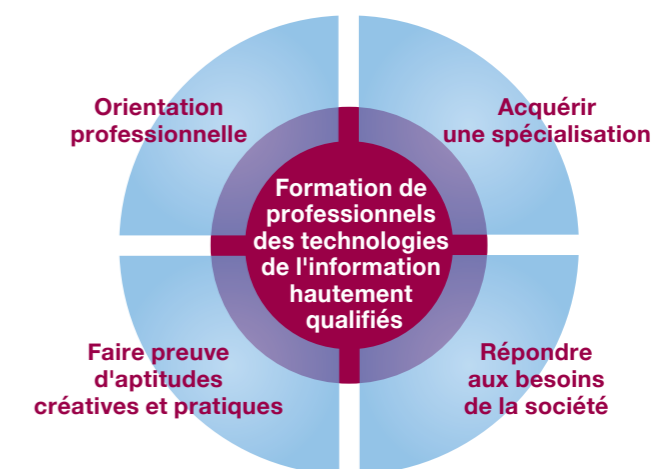 Orientation
professionnelle
Acquérir
une spécialisation
Formation de
professionnels
des technologies
de l'information
hautement
qualifiés
Faire preuve
d'aptitudes
créatives et pratiques
Répondre
aux besoins
de la société